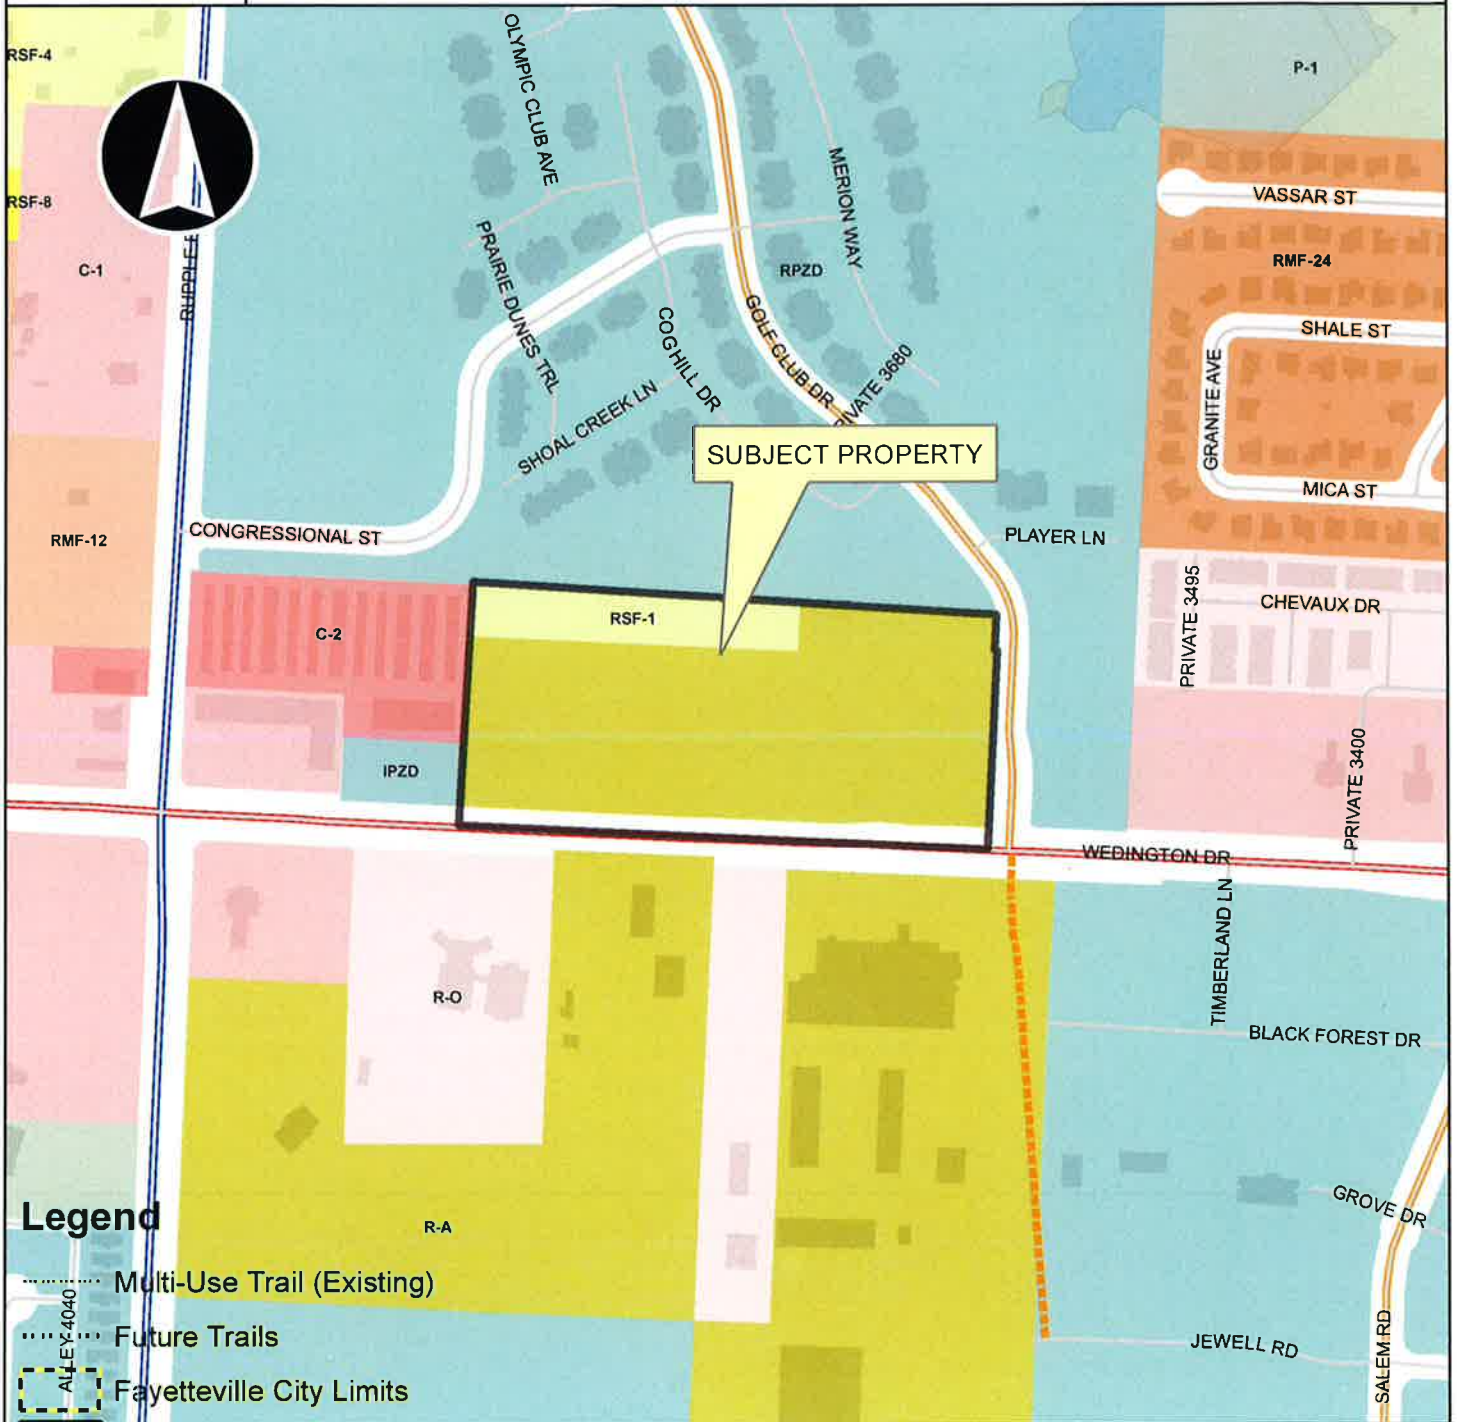 RSF-4
OLYMPIC CLUB AVE
P-1
RSF-8
VASSAR ST
MERION WAY
C-1
RUPPLE
PRAIRIE DUNES TRL
RPZD
RMF-24
COGHILL DR
GOLF CLUB DR
PRIVATE 3680
SHALE ST
GRANITE AVE
SHOAL CREEK LN
SUBJECT PROPERTY
MICA ST
CONGRESSIONAL ST
RMF-12
PLAYER LN
PRIVATE 3495
CHEVAUX DR
RSF-1
C-2
IPZD
PRIVATE 3400
WEDINGTON DR
TIMBERLAND LN
R-O
BLACK FOREST DR
R-A
GROVE DR
JEWELL RD
SALEM RD
ALLEY 4040
Legend
Multi-Use Trail (Existing)
Future Trails
Fayetteville City Limits